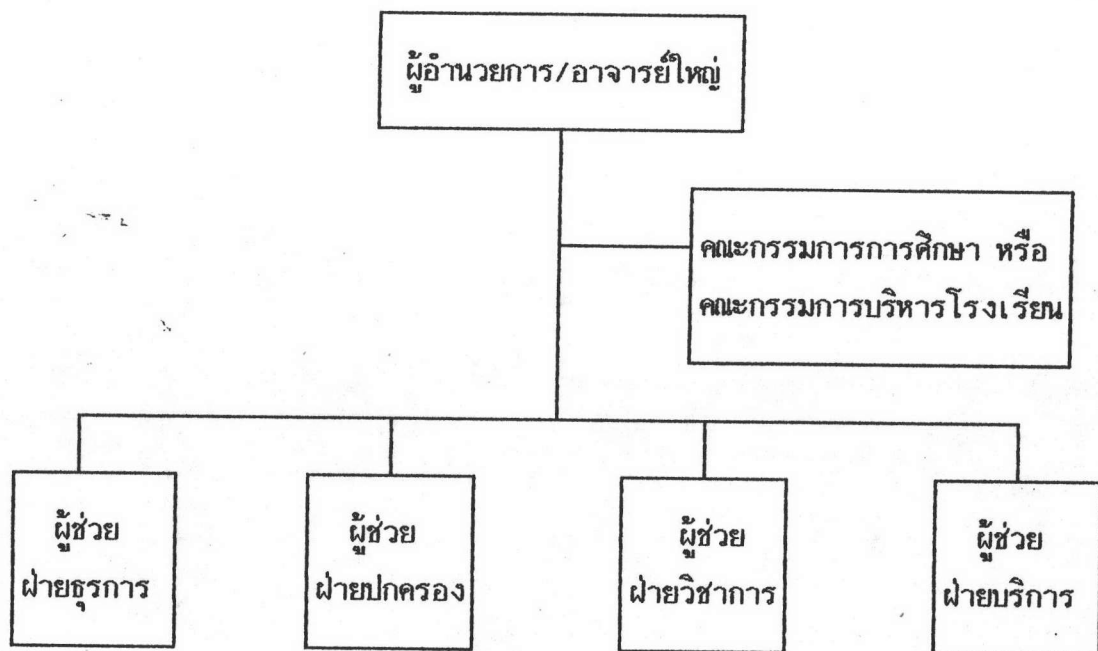 ผู้อำนวยการ/อาจารย์ใหญ่
คณะกรรมการการศึกษา หรือ
คณะกรรมการบริหารโรงเรียน
ผู้ช่วย
ฝ่ายธุรการ
ผู้ช่วย
ฝ่ายปกครอง
ผู้ช่วย
ฝ่ายวิชาการ
ผู้ช่วย
ฝ่ายบริการ